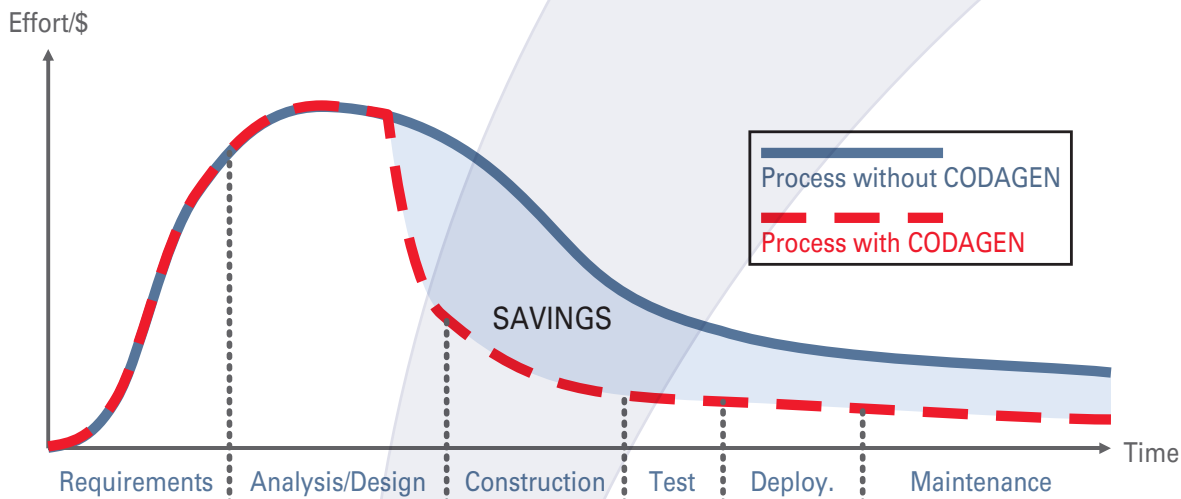 Effort/$
Process without CODAGEN
Process with CODAGEN
SAVINGS
Time
Requirements
Analysis/Design
Construction
Test
Deploy.
Maintenance